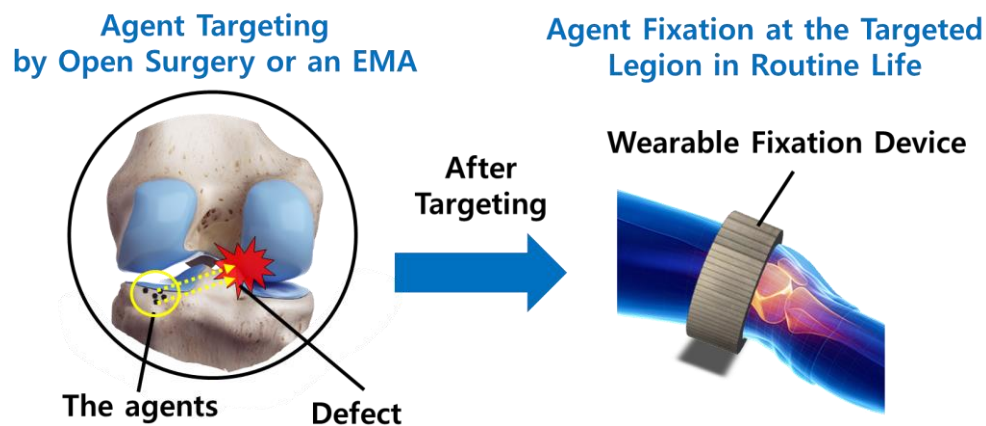 Agent Targeting
by Open Surgery or an EMA
Agent Fixation at the Targeted
Legion in Routine Life
Wearable Fixation Device
After
Targeting
The agents
Defect